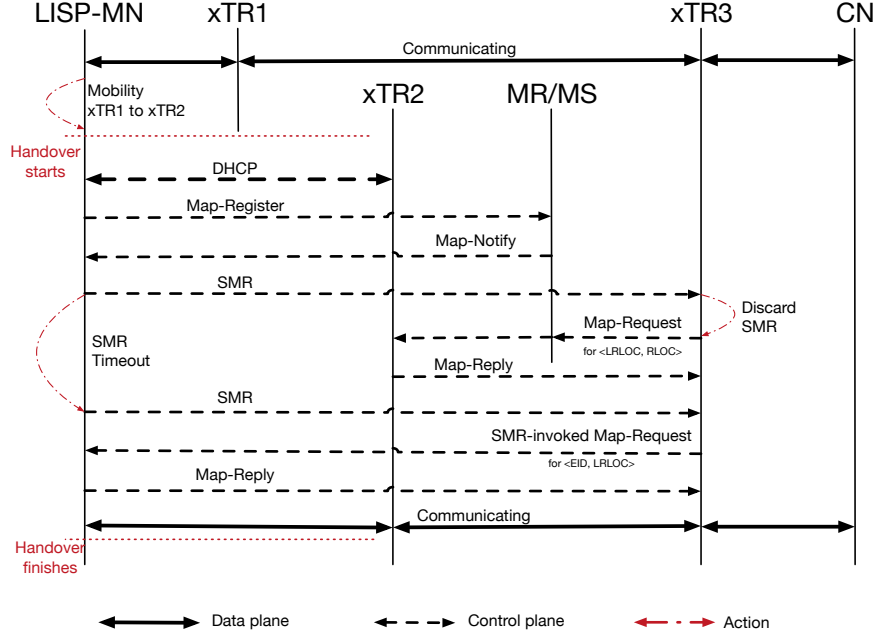 LISP-MN xTR1 xTR3 CN
Communicating
Mobility
xTR1 to xTR2
xTR2 MR/MS
Handover
starts
DHCP
Map-Register
Map-Notify
SMR
Discard
SMR
Map-Request
for <LRLOC, RLOC>
SMR
Timeout
Map-Reply
SMR
SMR-invoked Map-Request
for <EID, LRLOC>
Map-Reply
Communicating
Handover
finishes
Data plane Control plane Action